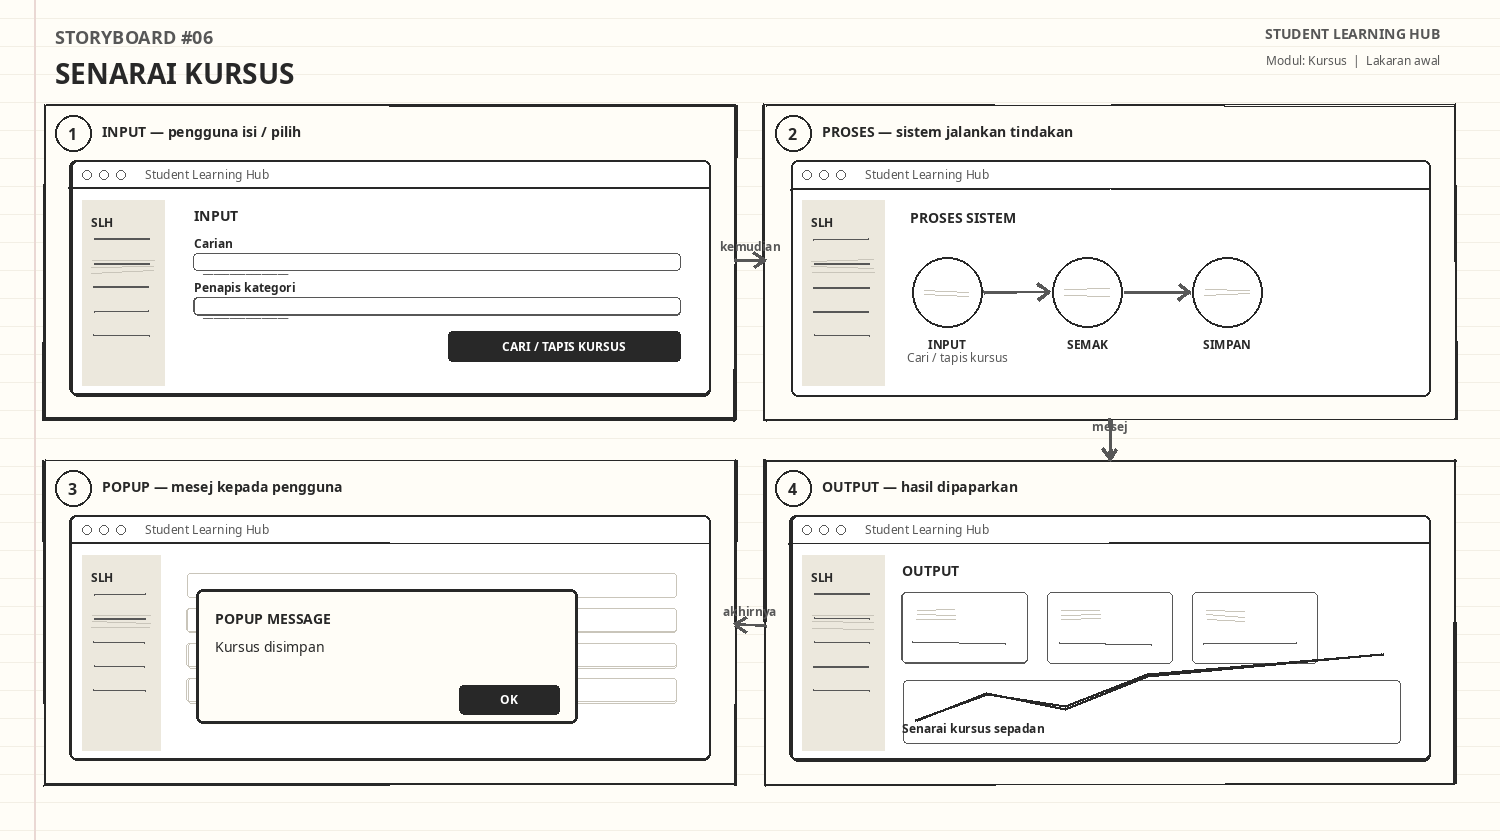 STORYBOARD #06
SENARAI KURSUS
STUDENT LEARNING HUB
Modul: Kursus | Lakaran awal
1
INPUT — pengguna isi / pilih
Student Learning Hub
SLH
INPUT
Carian
Penapis kategori
CARI / TAPIS KURSUS
kemudian
2
PROSES — sistem jalankan tindakan
Student Learning Hub
SLH
PROSES SISTEM
INPUT
Cari / tapis kursus
SEMAK
SIMPAN
mesej
3
POPUP — mesej kepada pengguna
Student Learning Hub
SLH
POPUP MESSAGE
Kursus disimpan
OK
akhirnya
4
OUTPUT — hasil dipaparkan
Student Learning Hub
SLH
OUTPUT
Senarai kursus sepadan